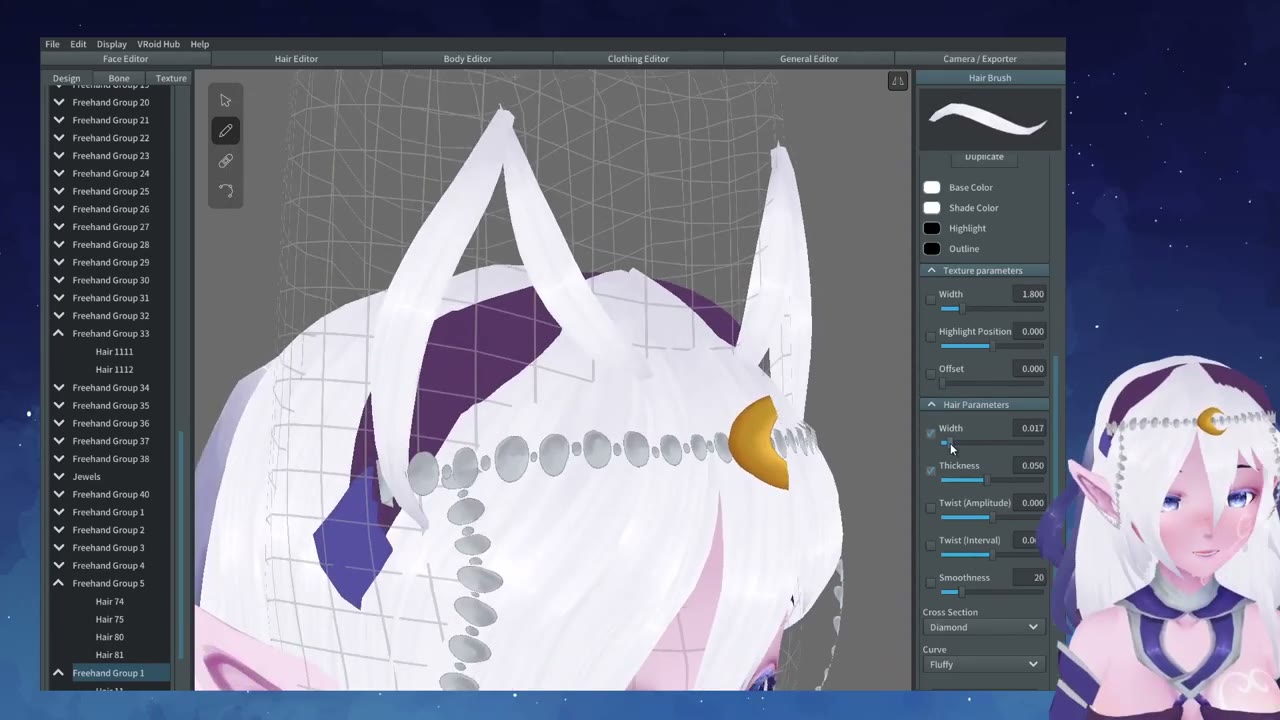 File Edit Display VRoid Hub Help
Face Editor Hair Editor Body Editor Clothing Editor General Editor Camera / Exporter
Design Bone Texture
Freehand Group 20
Freehand Group 21
Freehand Group 22
Freehand Group 23
Freehand Group 24
Freehand Group 25
Freehand Group 26
Freehand Group 27
Freehand Group 28
Freehand Group 29
Freehand Group 30
Freehand Group 31
Freehand Group 32
Freehand Group 33
Hair 1111
Hair 1112
Freehand Group 34
Freehand Group 35
Freehand Group 36
Freehand Group 37
Freehand Group 38
Jewels
Freehand Group 40
Freehand Group 1
Freehand Group 2
Freehand Group 3
Freehand Group 4
Freehand Group 5
Hair 74
Hair 75
Hair 80
Hair 81
Freehand Group 1
Hair Brush
Duplicate
Base Color
Shade Color
Highlight
Outline
Texture parameters
Width 1.800
Highlight Position 0.000
Offset 0.000
Hair Parameters
Width 0.017
Thickness 0.050
Twist (Amplitude) 0.000
Twist (Interval)
Smoothness 20
Cross Section
Diamond
Curve
Fluffy